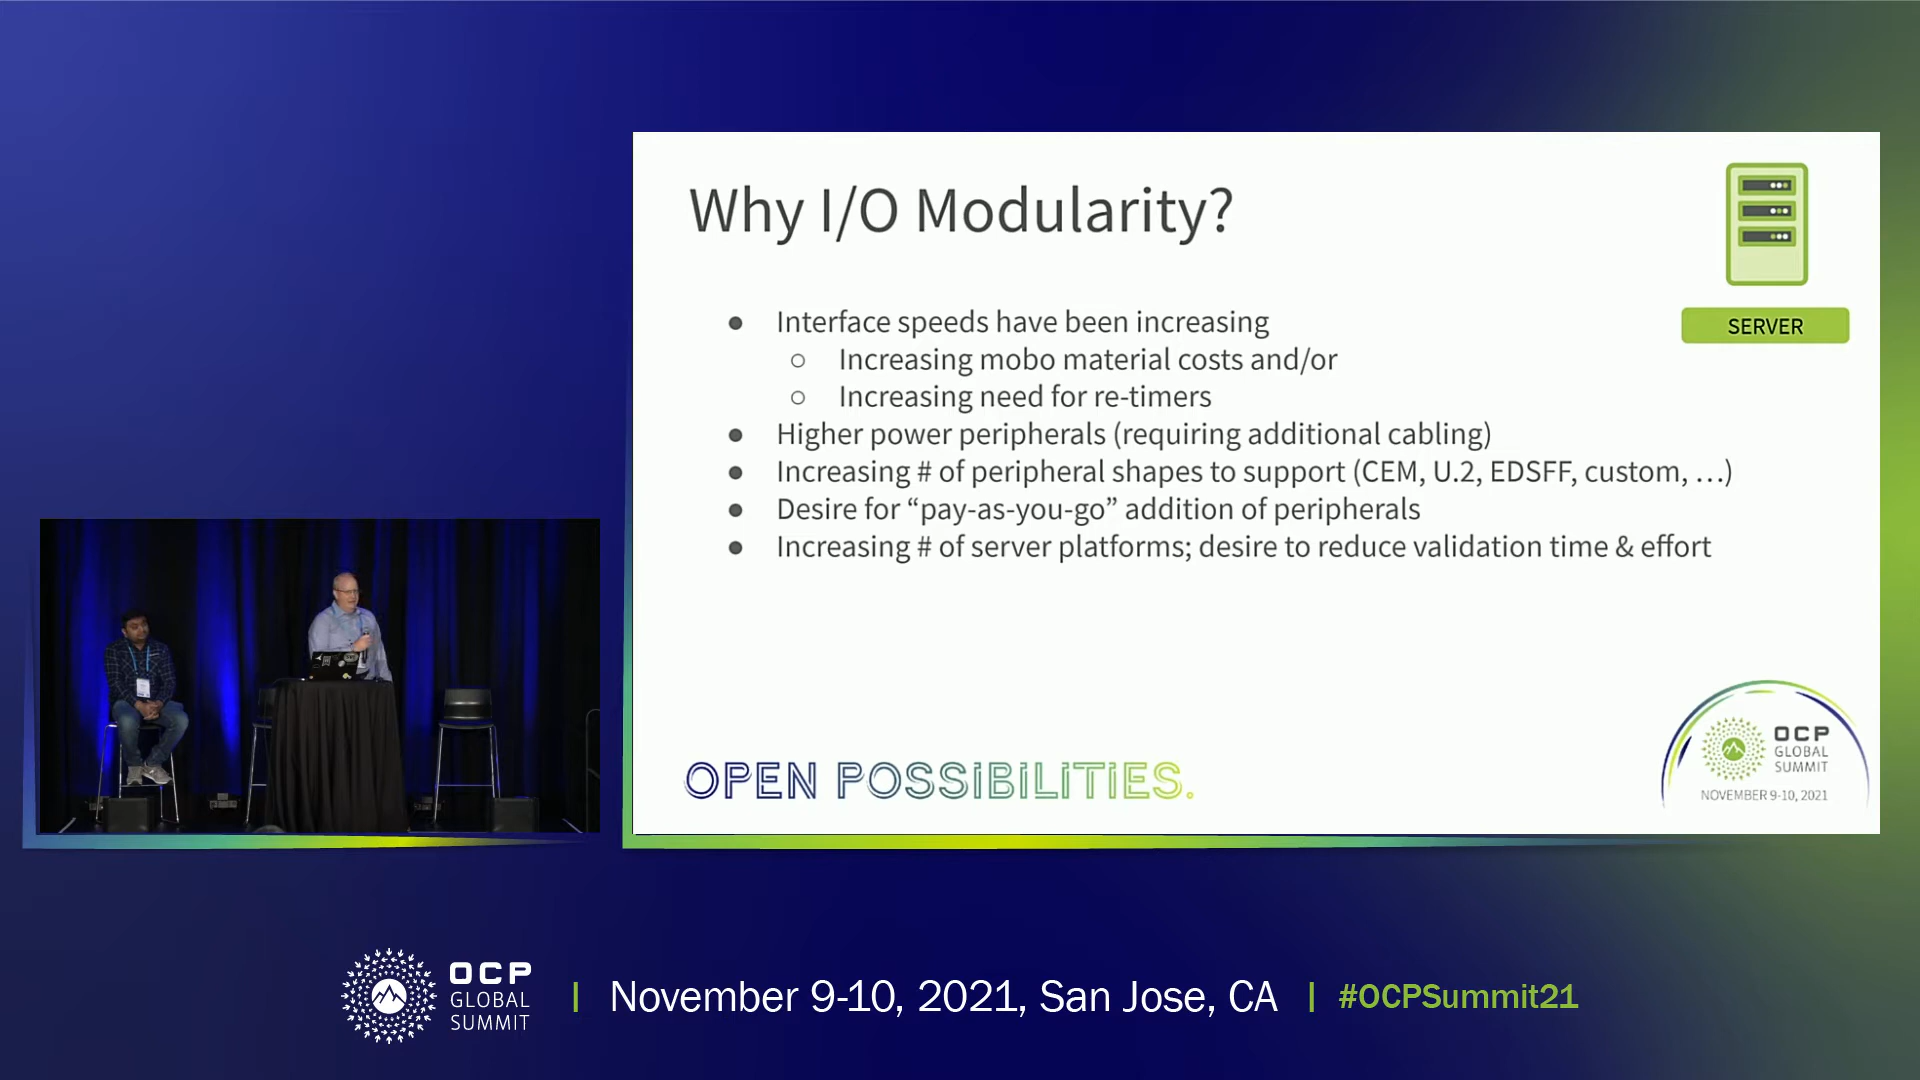 Why I/O Modularity?
SERVER
● Interface speeds have been increasing
○ Increasing mobo material costs and/or
○ Increasing need for re-timers
● Higher power peripherals (requiring additional cabling)
● Increasing # of peripheral shapes to support (CEM, U.2, EDSFF, custom, …)
● Desire for “pay-as-you-go” addition of peripherals
● Increasing # of server platforms; desire to reduce validation time & effort
OPEN POSSIBILITIES.
OCP
GLOBAL
SUMMIT
NOVEMBER 9-10, 2021
OCP
GLOBAL
SUMMIT
| November 9-10, 2021, San Jose, CA | #OCPSummit21